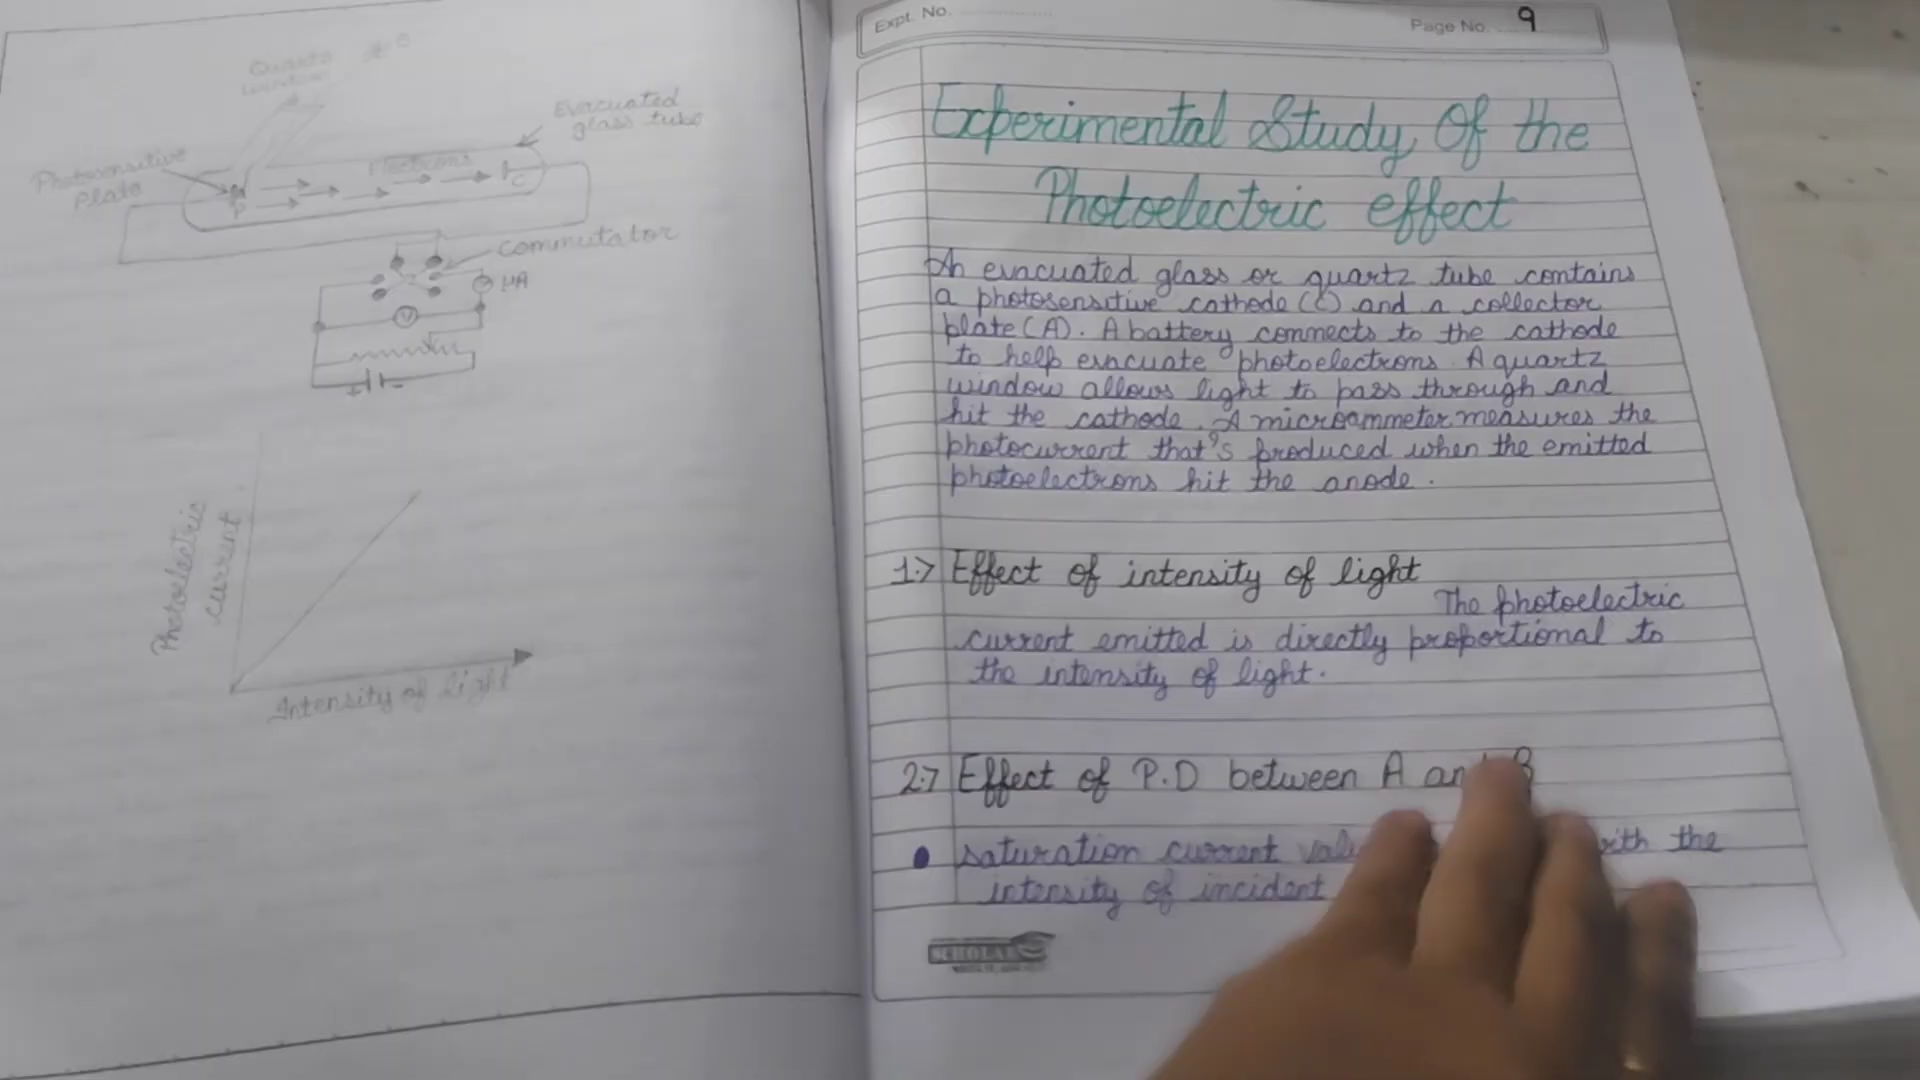 Quartz
window
Evacuated
glass tube
Photosensitive
Plate
Electrons
P
C
Commutator
μA
V
+ -
Photoelectric
current
Intensity of light
Expt. No.
Page No. 9
Experimental Study Of the
Photoelectric effect
An evacuated glass or quartz tube contains
a photosensitive cathode (C) and a collector
plate (A). A battery connects to the cathode
to help evacuate photoelectrons. A quartz
window allows light to pass through and
hit the cathode. A microammeter measures the
photocurrent that's produced when the emitted
photoelectrons hit the anode.
1.> Effect of intensity of light
The photoelectric
current emitted is directly proportional to
the intensity of light.
2.> Effect of P.D between A and B
• saturation current with the
intensity of incident
SCHOLAR